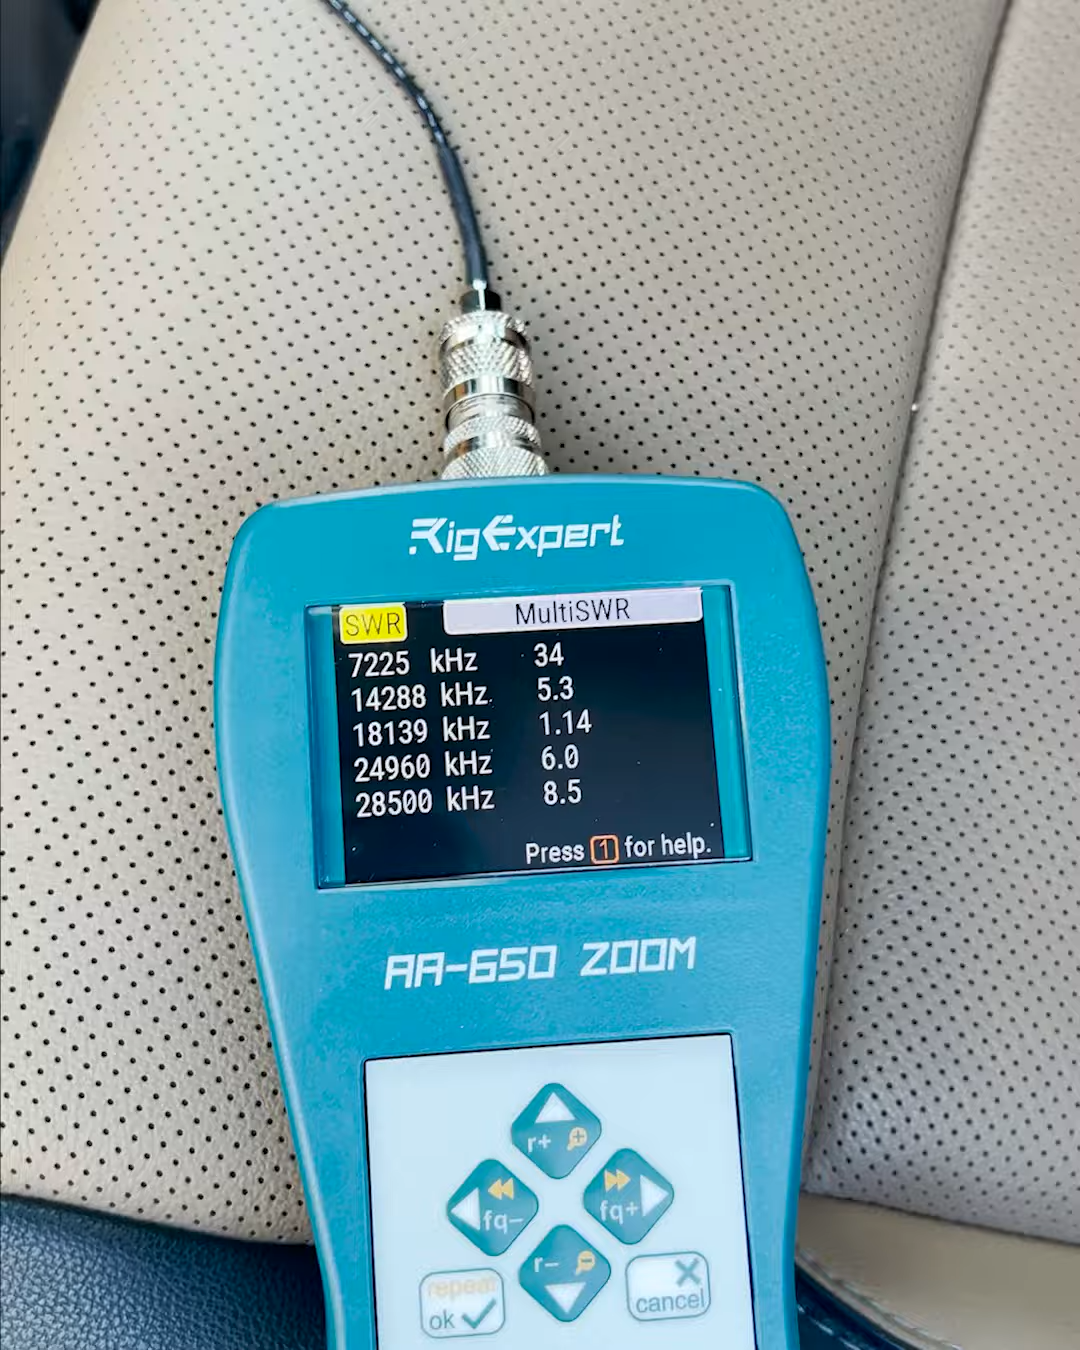 RigExpert
SWR MultiSWR
7225 kHz 34
14288 kHz 5.3
18139 kHz 1.14
24960 kHz 6.0
28500 kHz 8.5
Press 1 for help.
AA-650 ZOOM
r+
fq-
fq+
r-
repeat
ok
cancel